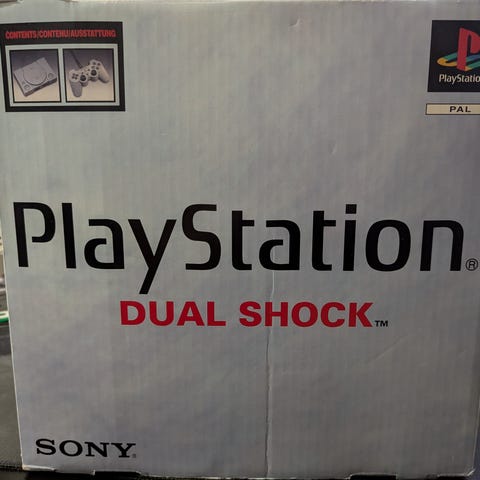 CONTENTS/CONTENU/AUSSTATTUNG
PlayStation
PAL
PlayStation®
DUAL SHOCK™
SONY®